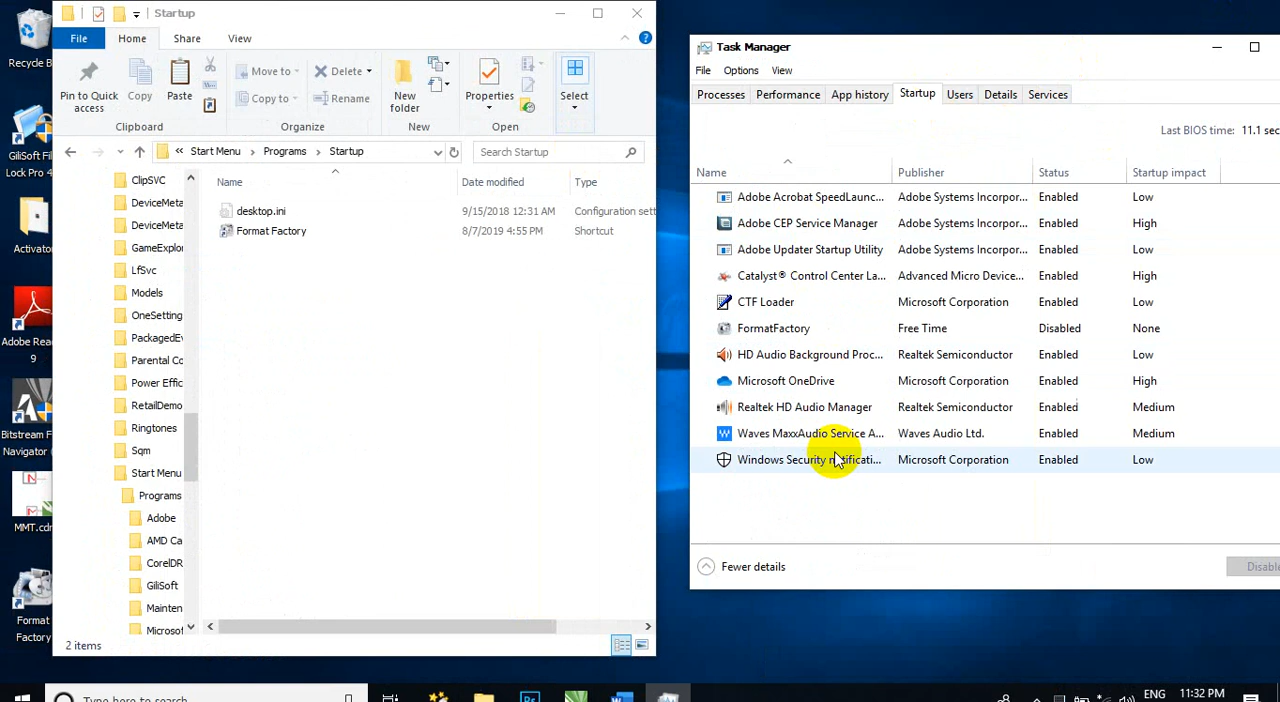 Startup
File Home Share View
Pin to Quick access
Copy
Paste
Move to
Copy to
Delete
Rename
New folder
Properties
Select
Clipboard Organize New Open
« Start Menu > Programs > Startup
Search Startup
Name Date modified Type
desktop.ini 9/15/2018 12:31 AM Configuration sett
Format Factory 8/7/2019 4:55 PM Shortcut
ClipSVC
DeviceMeta
DeviceMeta
GameExplor
LfSvc
Models
OneSetting
PackagedEv
Parental Co
Power Effic
RetailDemo
Ringtones
Sqm
Start Menu
Programs
Adobe
AMD Ca
CorelDR
GiliSoft
Mainten
Microsof
2 items
Recycle B
GiliSoft Fil
Lock Pro 4
Activator
Adobe Rea
9
Bitstream F
Navigator (
MMT.cdr
Format
Factory
Task Manager
File Options View
Processes Performance App history Startup Users Details Services
Last BIOS time: 11.1 sec
Name Publisher Status Startup impact
Adobe Acrobat SpeedLaunc... Adobe Systems Incorpor... Enabled Low
Adobe CEP Service Manager Adobe Systems Incorpor... Enabled High
Adobe Updater Startup Utility Adobe Systems Incorpor... Enabled Low
Catalyst® Control Center La... Advanced Micro Device... Enabled High
CTF Loader Microsoft Corporation Enabled Low
FormatFactory Free Time Disabled None
HD Audio Background Proc... Realtek Semiconductor Enabled Low
Microsoft OneDrive Microsoft Corporation Enabled High
Realtek HD Audio Manager Realtek Semiconductor Enabled Medium
Waves MaxxAudio Service A... Waves Audio Ltd. Enabled Medium
Windows Security notificati... Microsoft Corporation Enabled Low
Fewer details
Disable
Type here to search
Ps
ENG
11:32 PM